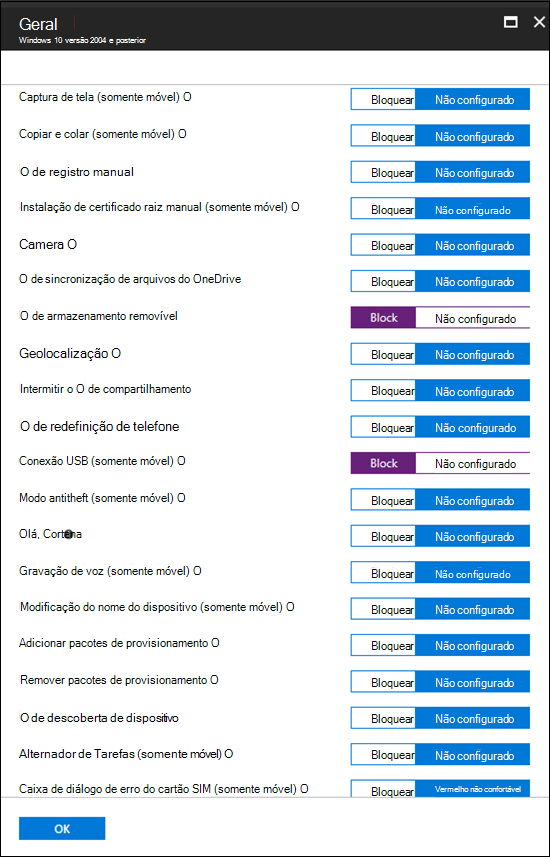 Geral
Windows 10 versão 2004 e posterior
Captura de tela (somente móvel) O Bloquear Não configurado
Copiar e colar (somente móvel) O Bloquear Não configurado
O de registro manual Bloquear Não configurado
Instalação de certificado raiz manual (somente móvel) O Bloquear Não configurado
Camera O Bloquear Não configurado
O de sincronização de arquivos do OneDrive Bloquear Não configurado
O de armazenamento removível Block Não configurado
Geolocalização O Bloquear Não configurado
Intermitir o O de compartilhamento Bloquear Não configurado
O de redefinição de telefone Bloquear Não configurado
Conexão USB (somente móvel) O Block Não configurado
Modo antitheft (somente móvel) O Bloquear Não configurado
Olá, Cortana Bloquear Não configurado
Gravação de voz (somente móvel) O Bloquear Não configurado
Modificação do nome do dispositivo (somente móvel) O Bloquear Não configurado
Adicionar pacotes de provisionamento O Bloquear Não configurado
Remover pacotes de provisionamento O Bloquear Não configurado
O de descoberta de dispositivo Bloquear Não configurado
Alternador de Tarefas (somente móvel) O Bloquear Não configurado
Caixa de diálogo de erro do cartão SIM (somente móvel) O Bloquear Vermelho não confortável
OK